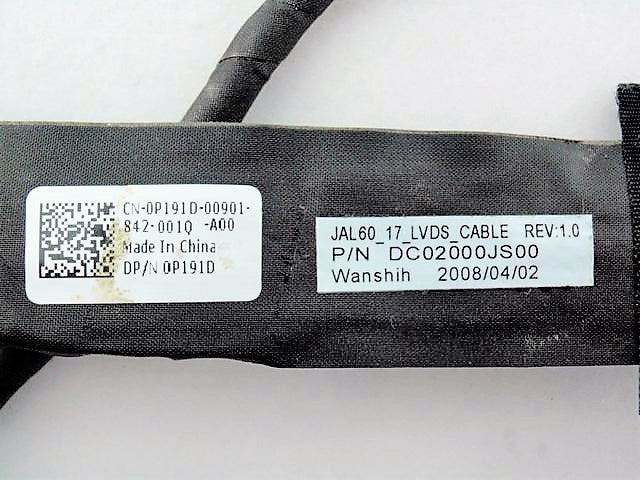 CN-0P191D-00901-
842-001Q -A00
Made In China
DP/N 0P191D
JAL60_17_LVDS_CABLE REV:1.0
P/N DC02000JS00
Wanshih 2008/04/02